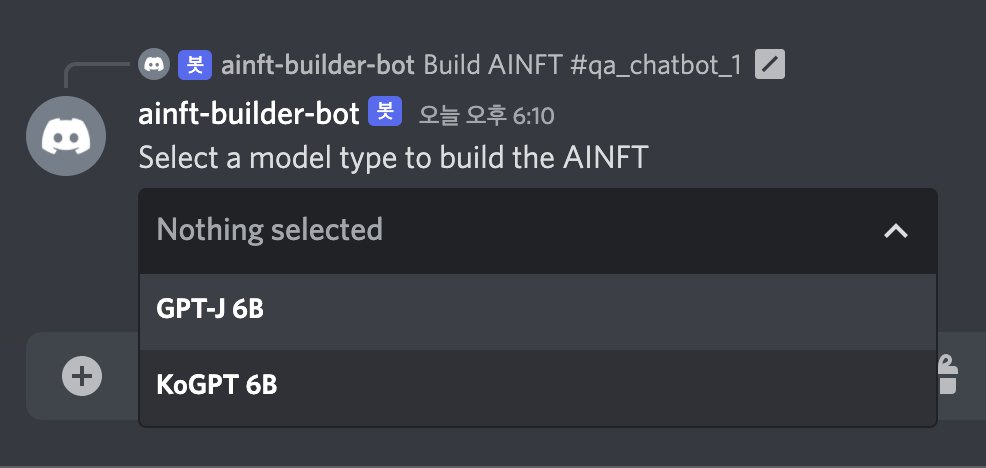 봇 ainft-builder-bot Build AINFT #qa_chatbot_1
ainft-builder-bot 봇 오늘 오후 6:10
Select a model type to build the AINFT
Nothing selected
GPT-J 6B
KoGPT 6B